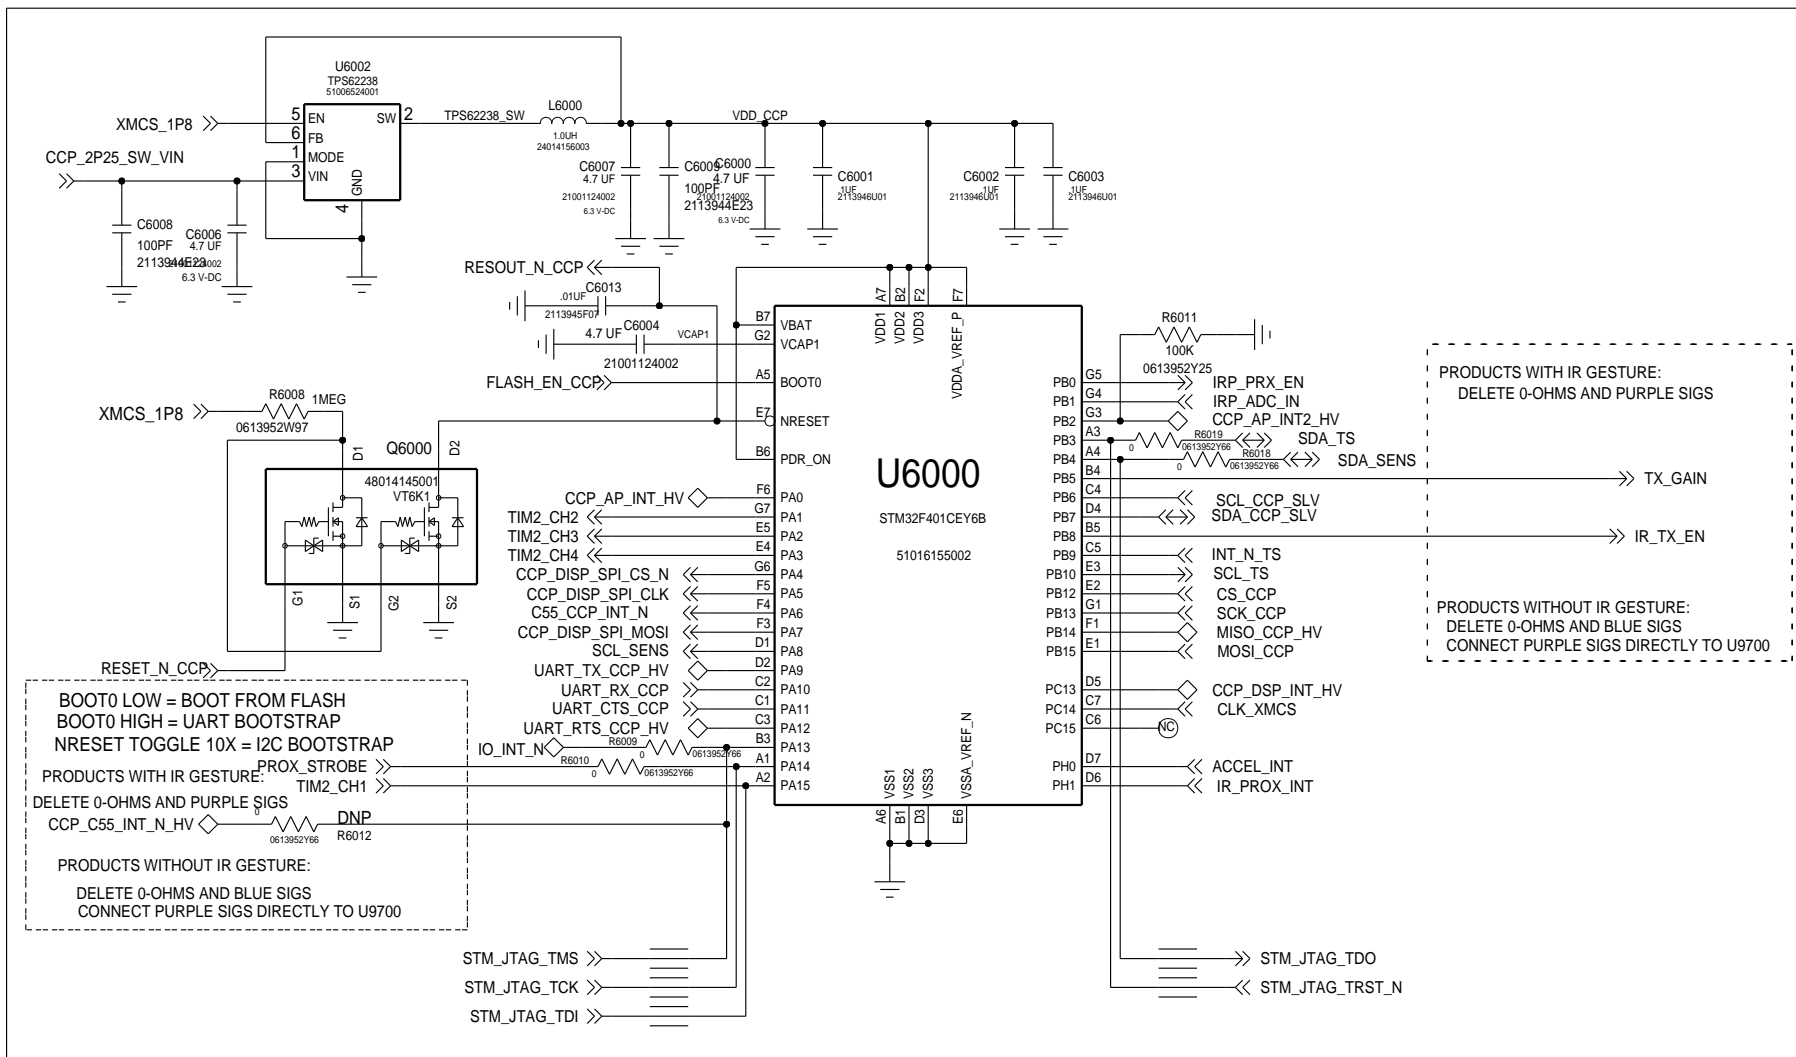 U6002
TPS62238
51006524001
XMCS_1P8
5 EN
6 FB
1 MODE
3 VIN
SW 2
GND
4
TPS62238_SW
L6000
1.0UH
24014156003
VDD_CCP
CCP_2P25_SW_VIN
C6008
100PF
2113944E23
C6006
4.7 UF
21001124002
6.3 V-DC
C6007
4.7 UF
21001124002
6.3 V-DC
C6009
100PF
2113944E23
C6000
4.7 UF
21001124002
6.3 V-DC
C6001
.1UF
2113946U01
C6002
.1UF
2113946U01
C6003
.1UF
2113946U01
RESOUT_N_CCP
C6013
.01UF
2113945F07
C6004
4.7 UF
21001124002
VCAP1
FLASH_EN_CCP
XMCS_1P8
R6008
1MEG
0613952W97
Q6000
D1
D2
48014145001
VT6K1
G1
S1
G2
S2
RESET_N_CCP
U6000
STM32F401CEY6B
51016155002
A7 VDD1
B2 VDD2
F2 VDD3
F7 VDDA_VREF_P
B7 VBAT
G2 VCAP1
A5 BOOT0
E7 NRESET
B6 PDR_ON
CCP_AP_INT_HV F6 PA0
TIM2_CH2 G7 PA1
TIM2_CH3 E5 PA2
TIM2_CH4 E4 PA3
CCP_DISP_SPI_CS_N G6 PA4
CCP_DISP_SPI_CLK F5 PA5
C55_CCP_INT_N F4 PA6
CCP_DISP_SPI_MOSI F3 PA7
SCL_SENS D1 PA8
UART_TX_CCP_HV D2 PA9
UART_RX_CCP C2 PA10
UART_CTS_CCP C1 PA11
UART_RTS_CCP_HV C3 PA12
IO_INT_N R6009 0 0613952Y66 B3 PA13
PROX_STROBE R6010 0 0613952Y66 A1 PA14
TIM2_CH1 A2 PA15
A6 VSS1
B1 VSS2
D3 VSS3
E6 VSSA_VREF_N
R6011
100K
0613952Y25
PB0 G5 IRP_PRX_EN
PB1 G4 IRP_ADC_IN
PB2 G3 CCP_AP_INT2_HV
PB3 A3 0 R6019 0613952Y66 SDA_TS
PB4 A4 0 R6018 0613952Y66 SDA_SENS
PB5 B4 TX_GAIN
PB6 C4 SCL_CCP_SLV
PB7 D4 SDA_CCP_SLV
PB8 B5 IR_TX_EN
PB9 C5 INT_N_TS
PB10 E3 SCL_TS
PB12 E2 CS_CCP
PB13 G1 SCK_CCP
PB14 F1 MISO_CCP_HV
PB15 E1 MOSI_CCP
PC13 D5 CCP_DSP_INT_HV
PC14 C7 CLK_XMCS
PC15 C6 NC
PH0 D7 ACCEL_INT
PH1 D6 IR_PROX_INT
PRODUCTS WITH IR GESTURE:
DELETE 0-OHMS AND PURPLE SIGS
PRODUCTS WITHOUT IR GESTURE:
DELETE 0-OHMS AND BLUE SIGS
CONNECT PURPLE SIGS DIRECTLY TO U9700
BOOT0 LOW = BOOT FROM FLASH
BOOT0 HIGH = UART BOOTSTRAP
NRESET TOGGLE 10X = I2C BOOTSTRAP
PRODUCTS WITH IR GESTURE:
DELETE 0-OHMS AND PURPLE SIGS
CCP_C55_INT_N_HV 0 0613952Y66 DNP R6012
PRODUCTS WITHOUT IR GESTURE:
DELETE 0-OHMS AND BLUE SIGS
CONNECT PURPLE SIGS DIRECTLY TO U9700
STM_JTAG_TMS
STM_JTAG_TCK
STM_JTAG_TDI
STM_JTAG_TDO
STM_JTAG_TRST_N